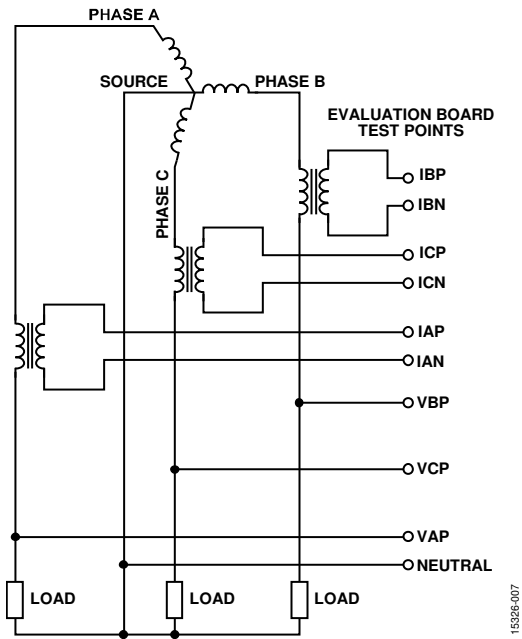 PHASE A
SOURCE
PHASE B
EVALUATION BOARD
TEST POINTS
IBP
IBN
PHASE C
ICP
ICN
IAP
IAN
VBP
VCP
VAP
NEUTRAL
LOAD
LOAD
LOAD
15326-007